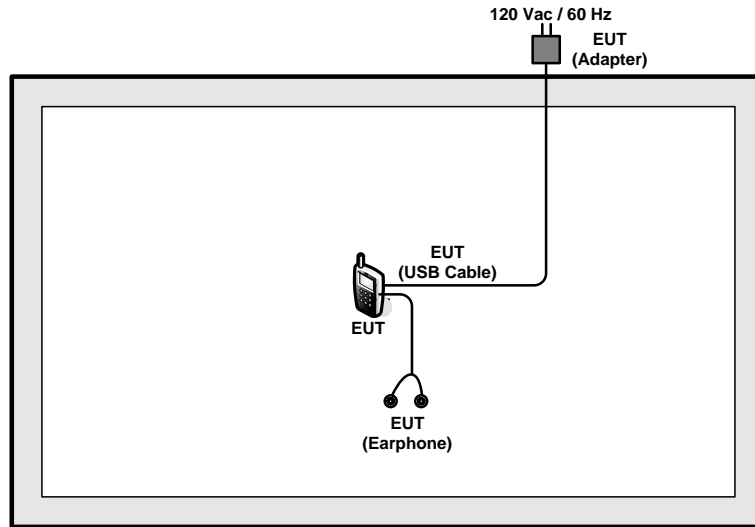 120 Vac / 60 Hz
EUT
(Adapter)
EUT
(USB Cable)
EUT
EUT
(Earphone)